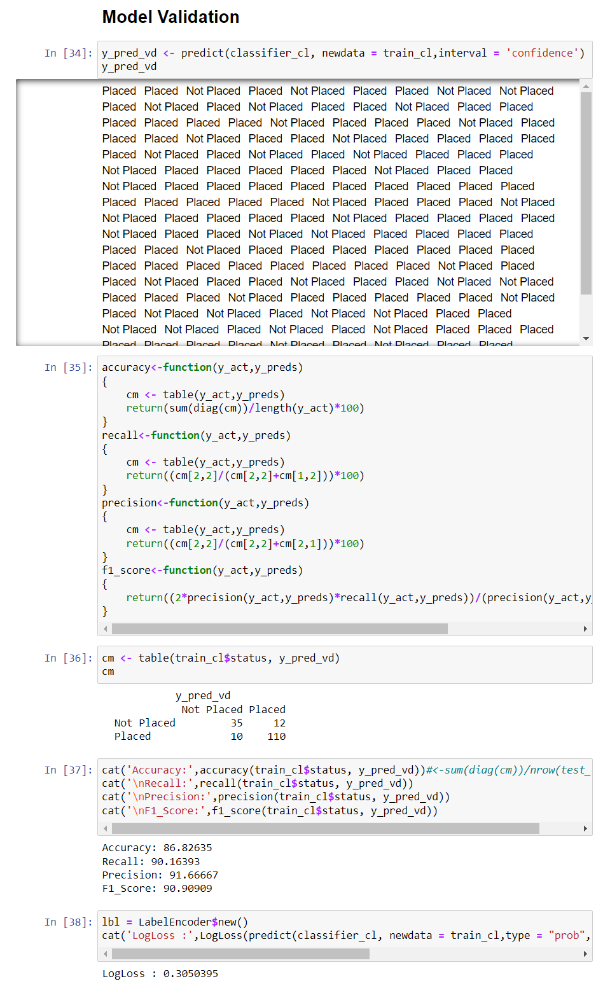 Model Validation
In [34]: y_pred_vd <- predict(classifier_cl, newdata = train_cl,interval = 'confidence')
y_pred_vd
Placed Placed Not Placed Placed Not Placed Placed Placed Not Placed Not Placed
Placed Not Placed Placed Not Placed Placed Placed Not Placed Placed Placed
Placed Placed Placed Placed Not Placed Placed Placed Placed Not Placed Placed
Placed Placed Not Placed Placed Placed Not Placed Placed Placed Placed Placed
Placed Not Placed Placed Not Placed Placed Not Placed Placed Placed Placed
Not Placed Placed Placed Placed Placed Placed Not Placed Placed Placed
Not Placed Placed Placed Placed Placed Placed Placed Placed Placed Placed
Placed Placed Placed Placed Placed Not Placed Placed Placed Placed Not Placed
Not Placed Placed Placed Placed Placed Not Placed Placed Placed Placed Placed
Not Placed Placed Placed Not Placed Not Placed Placed Placed Placed Placed
Placed Placed Not Placed Placed Placed Placed Placed Placed Placed Placed
Placed Placed Placed Placed Placed Placed Placed Placed Not Placed Placed
Placed Not Placed Placed Placed Not Placed Placed Placed Not Placed Not Placed
Placed Placed Placed Not Placed Placed Placed Placed Placed Placed Not Placed
Placed Not Placed Not Placed Placed Not Placed Not Placed Placed Placed
Not Placed Not Placed Placed Not Placed Placed Not Placed Placed Placed Placed
Placed Placed Placed Placed Not Placed Placed Not Placed Placed Placed
In [35]: accuracy<-function(y_act,y_preds)
{
    cm <- table(y_act,y_preds)
    return(sum(diag(cm))/length(y_act)*100)
}
recall<-function(y_act,y_preds)
{
    cm <- table(y_act,y_preds)
    return((cm[2,2]/(cm[2,2]+cm[1,2]))*100)
}
precision<-function(y_act,y_preds)
{
    cm <- table(y_act,y_preds)
    return((cm[2,2]/(cm[2,2]+cm[2,1]))*100)
}
f1_score<-function(y_act,y_preds)
{
    return((2*precision(y_act,y_preds)*recall(y_act,y_preds))/(precision(y_act,y_
}
In [36]: cm <- table(train_cl$status, y_pred_vd)
cm
y_pred_vd
Not Placed Placed
Not Placed 35 12
Placed 10 110
In [37]: cat('Accuracy:',accuracy(train_cl$status, y_pred_vd))#<-sum(diag(cm))/nrow(test_
cat('\nRecall:',recall(train_cl$status, y_pred_vd))
cat('\nPrecision:',precision(train_cl$status, y_pred_vd))
cat('\nF1_Score:',f1_score(train_cl$status, y_pred_vd))
Accuracy: 86.82635
Recall: 90.16393
Precision: 91.66667
F1_Score: 90.90909
In [38]: lbl = LabelEncoder$new()
cat('LogLoss :',LogLoss(predict(classifier_cl, newdata = train_cl,type = "prob",
LogLoss : 0.3050395